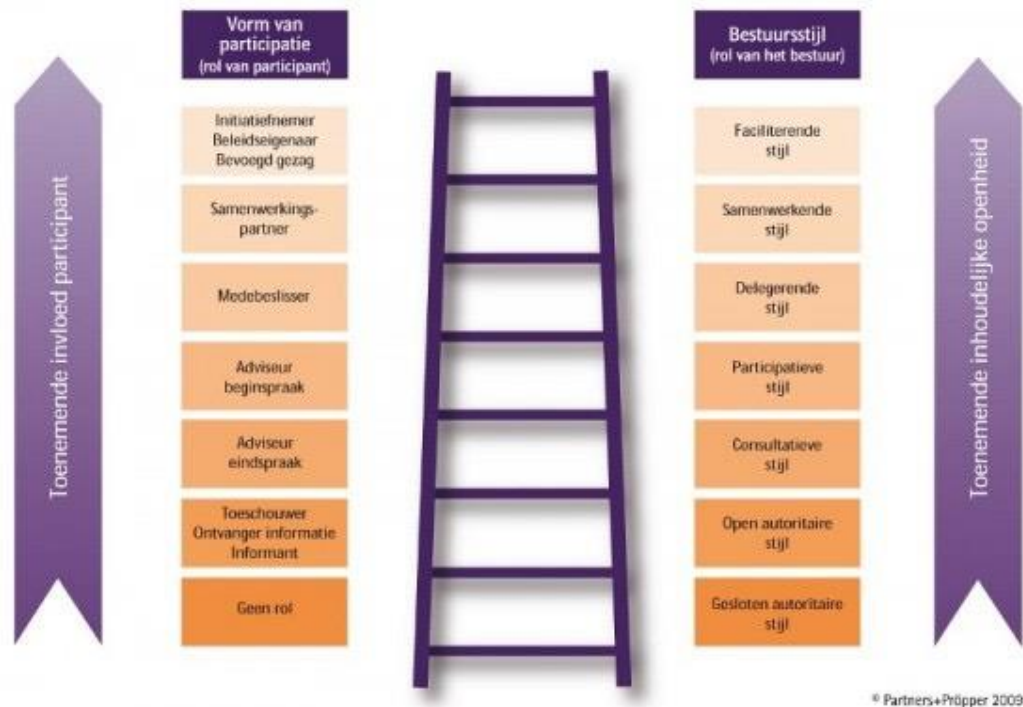 Vorm van
participatie
(rol van participant)
Bestuursstijl
(rol van het bestuur)
Toenemende invloed participant
Initiatiefnemer
Beleidseigenaar
Bevoegd gezag
Faciliterende
stijl
Samenwerkings-
partner
Samenwerkende
stijl
Medebeslisser
Delegerende
stijl
Adviseur
beginspraak
Participatieve
stijl
Adviseur
eindspraak
Consultatieve
stijl
Toeschouwer
Ontvanger informatie
Informant
Open autoritaire
stijl
Geen rol
Gesloten autoritaire
stijl
Toenemende inhoudelijke openheid
© Partners+Pröpper 2009